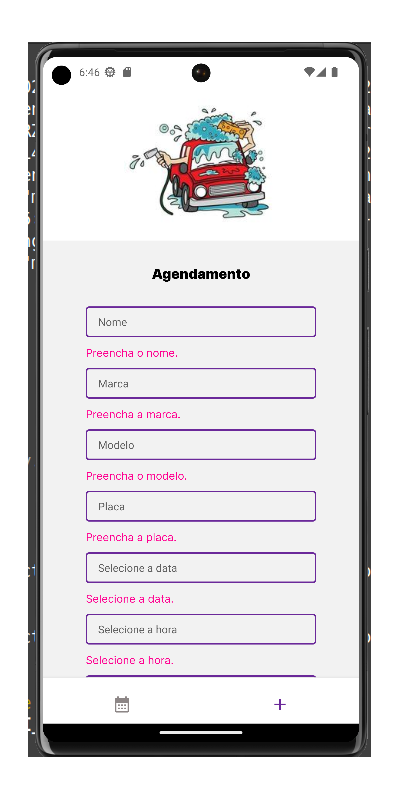 6:46
Agendamento
Nome
Preencha o nome.
Marca
Preencha a marca.
Modelo
Preencha o modelo.
Placa
Preencha a placa.
Selecione a data
Selecione a data.
Selecione a hora
Selecione a hora.